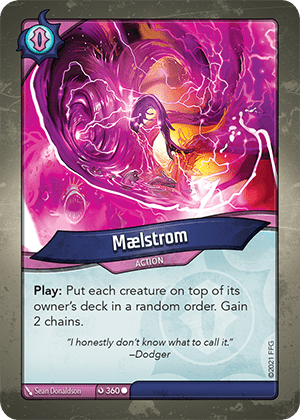 Mælstrom
ACTION
Play: Put each creature on top of its
owner's deck in a random order. Gain
2 chains.
"I honestly don't know what to call it."
–Dodger
©2021 FFG
Sean Donaldson
360